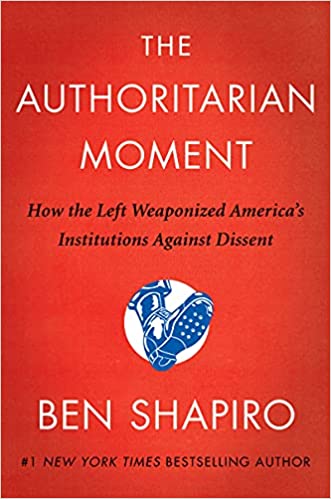 THE
AUTHORITARIAN
MOMENT
How the Left Weaponized America's
Institutions Against Dissent
BEN SHAPIRO
#1 NEW YORK TIMES BESTSELLING AUTHOR